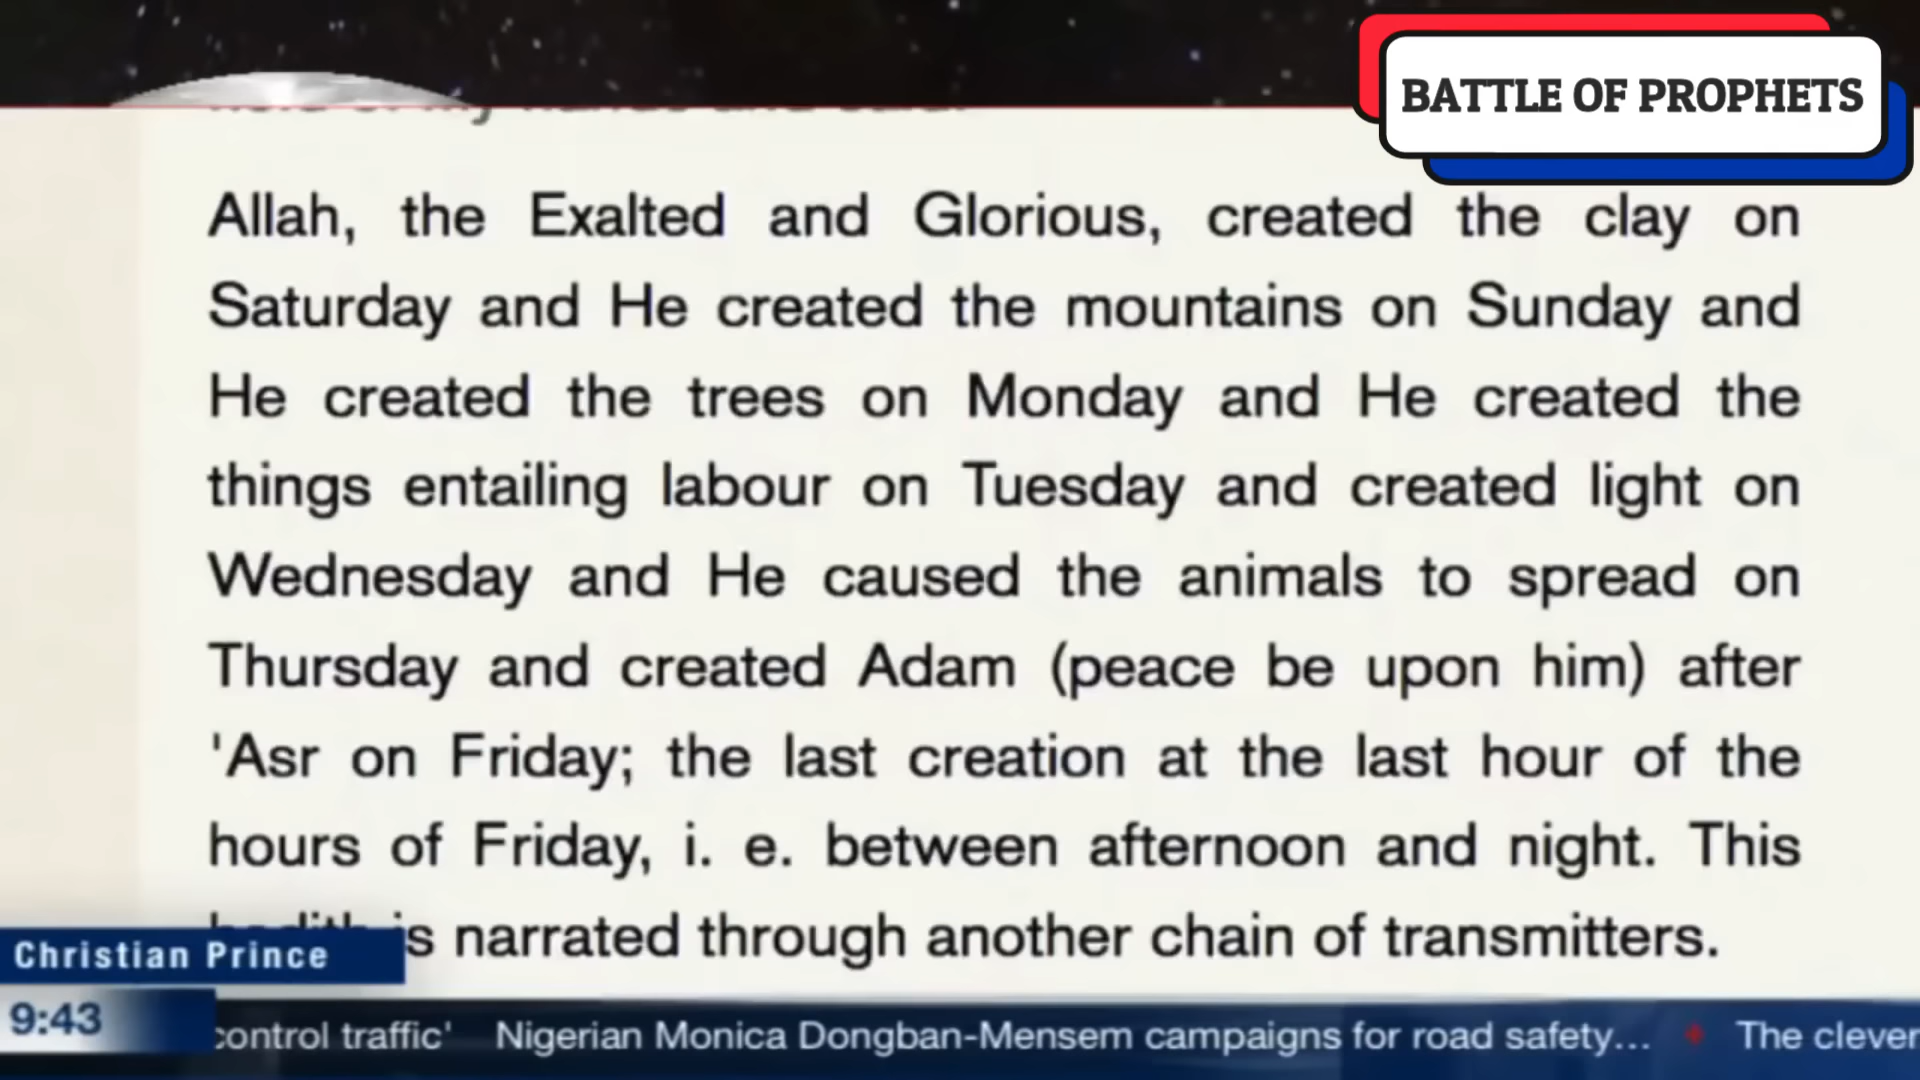 BATTLE OF PROPHETS
Allah, the Exalted and Glorious, created the clay on
Saturday and He created the mountains on Sunday and
He created the trees on Monday and He created the
things entailing labour on Tuesday and created light on
Wednesday and He caused the animals to spread on
Thursday and created Adam (peace be upon him) after
'Asr on Friday; the last creation at the last hour of the
hours of Friday, i. e. between afternoon and night. This
is narrated through another chain of transmitters.
Christian Prince
9:43
control traffic' Nigerian Monica Dongban-Mensem campaigns for road safety... The clever